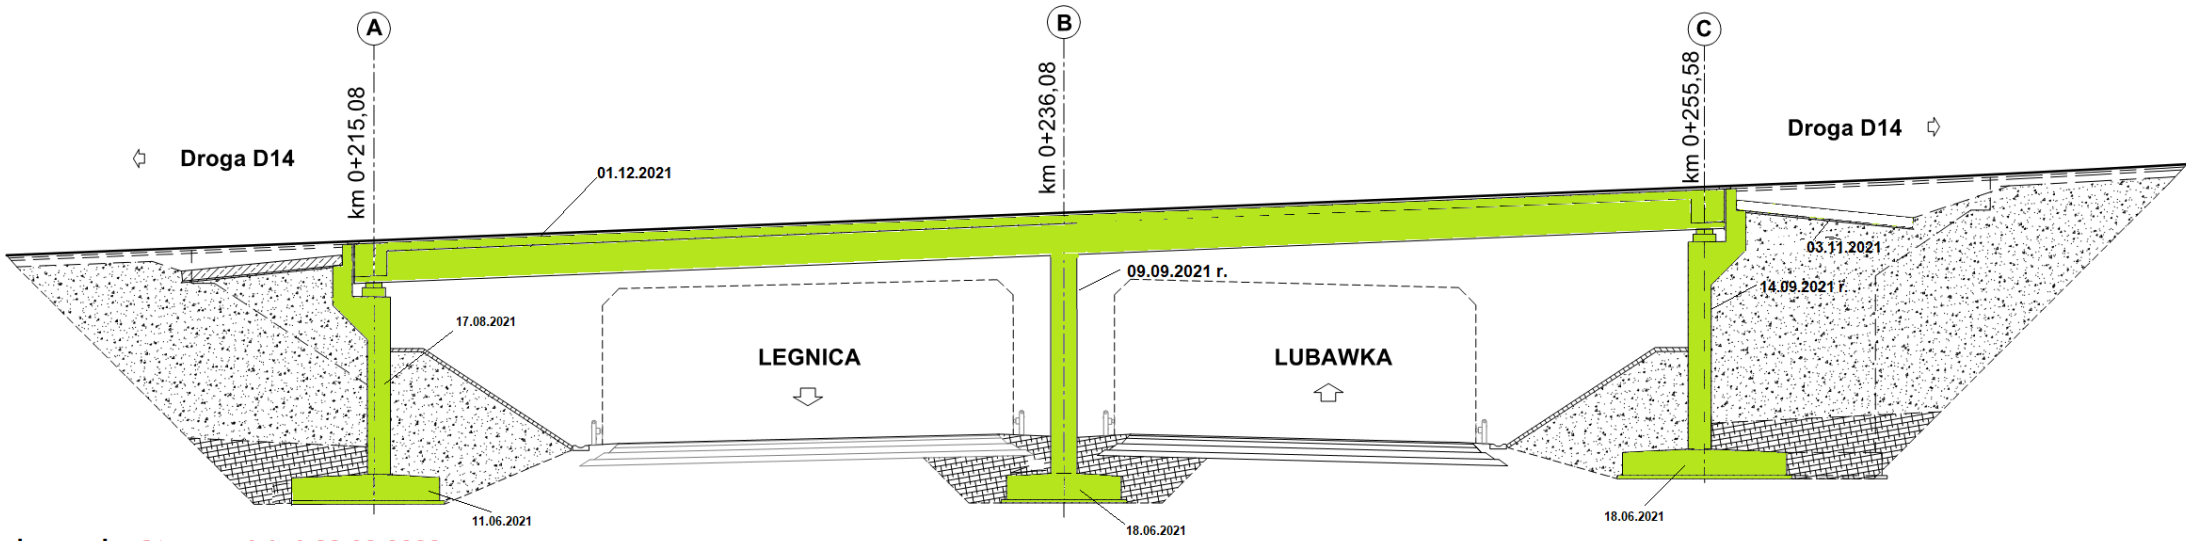 A
B
C
km 0+215,08
km 0+236,08
km 0+255,58
Droga D14
Droga D14
01.12.2021
03.11.2021
09.09.2021 r.
14.09.2021 r.
17.08.2021
LEGNICA
LUBAWKA
11.06.2021
18.06.2021
18.06.2021